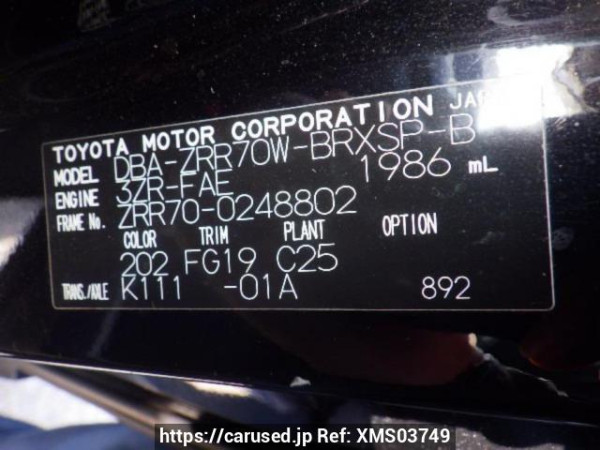 TOYOTA MOTOR CORPORATION
MODEL DBA-ZRR70W-BRXSP-B
ENGINE 3ZR-FAE 1986 mL
FRAME No. ZRR70-0248802
COLOR TRIM PLANT OPTION
202 FG19 C25
TRANS./AXLE K111 -01A 892
https://carused.jp Ref: XMS03749